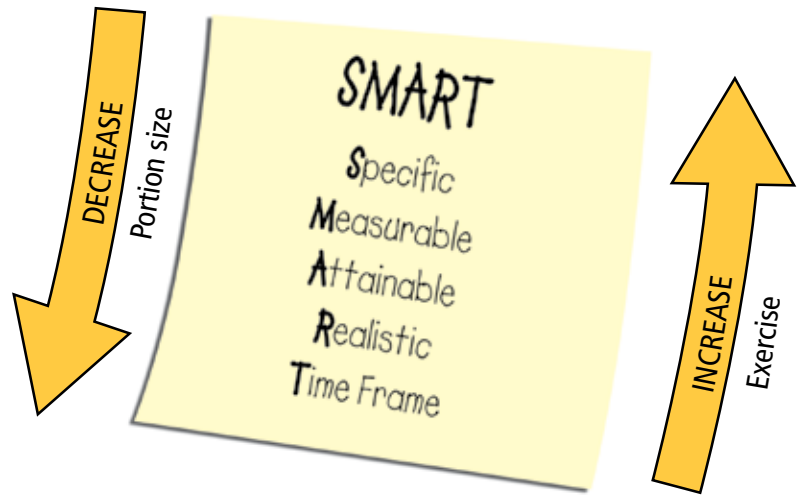 DECREASE
Portion size
SMART
Specific
Measurable
Attainable
Realistic
Time Frame
INCREASE
Exercise